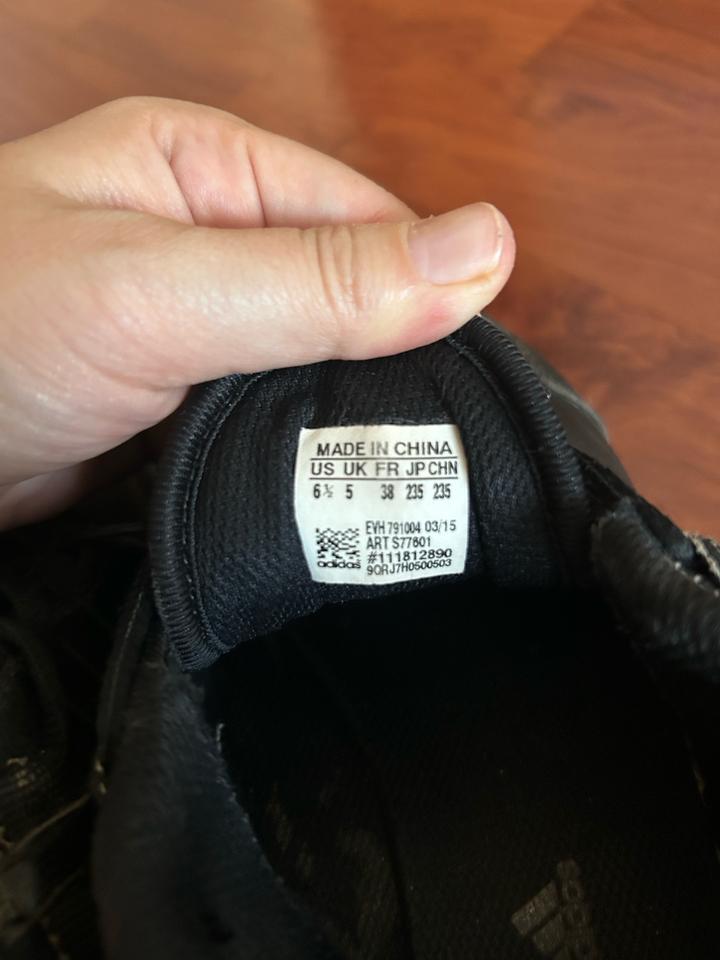 MADE IN CHINA
US UK FR JP CHN
6½ 5 38 235 235
EVH 791004 03/15
ART S77601
#111812890
adidas 9QRJ7H0500503